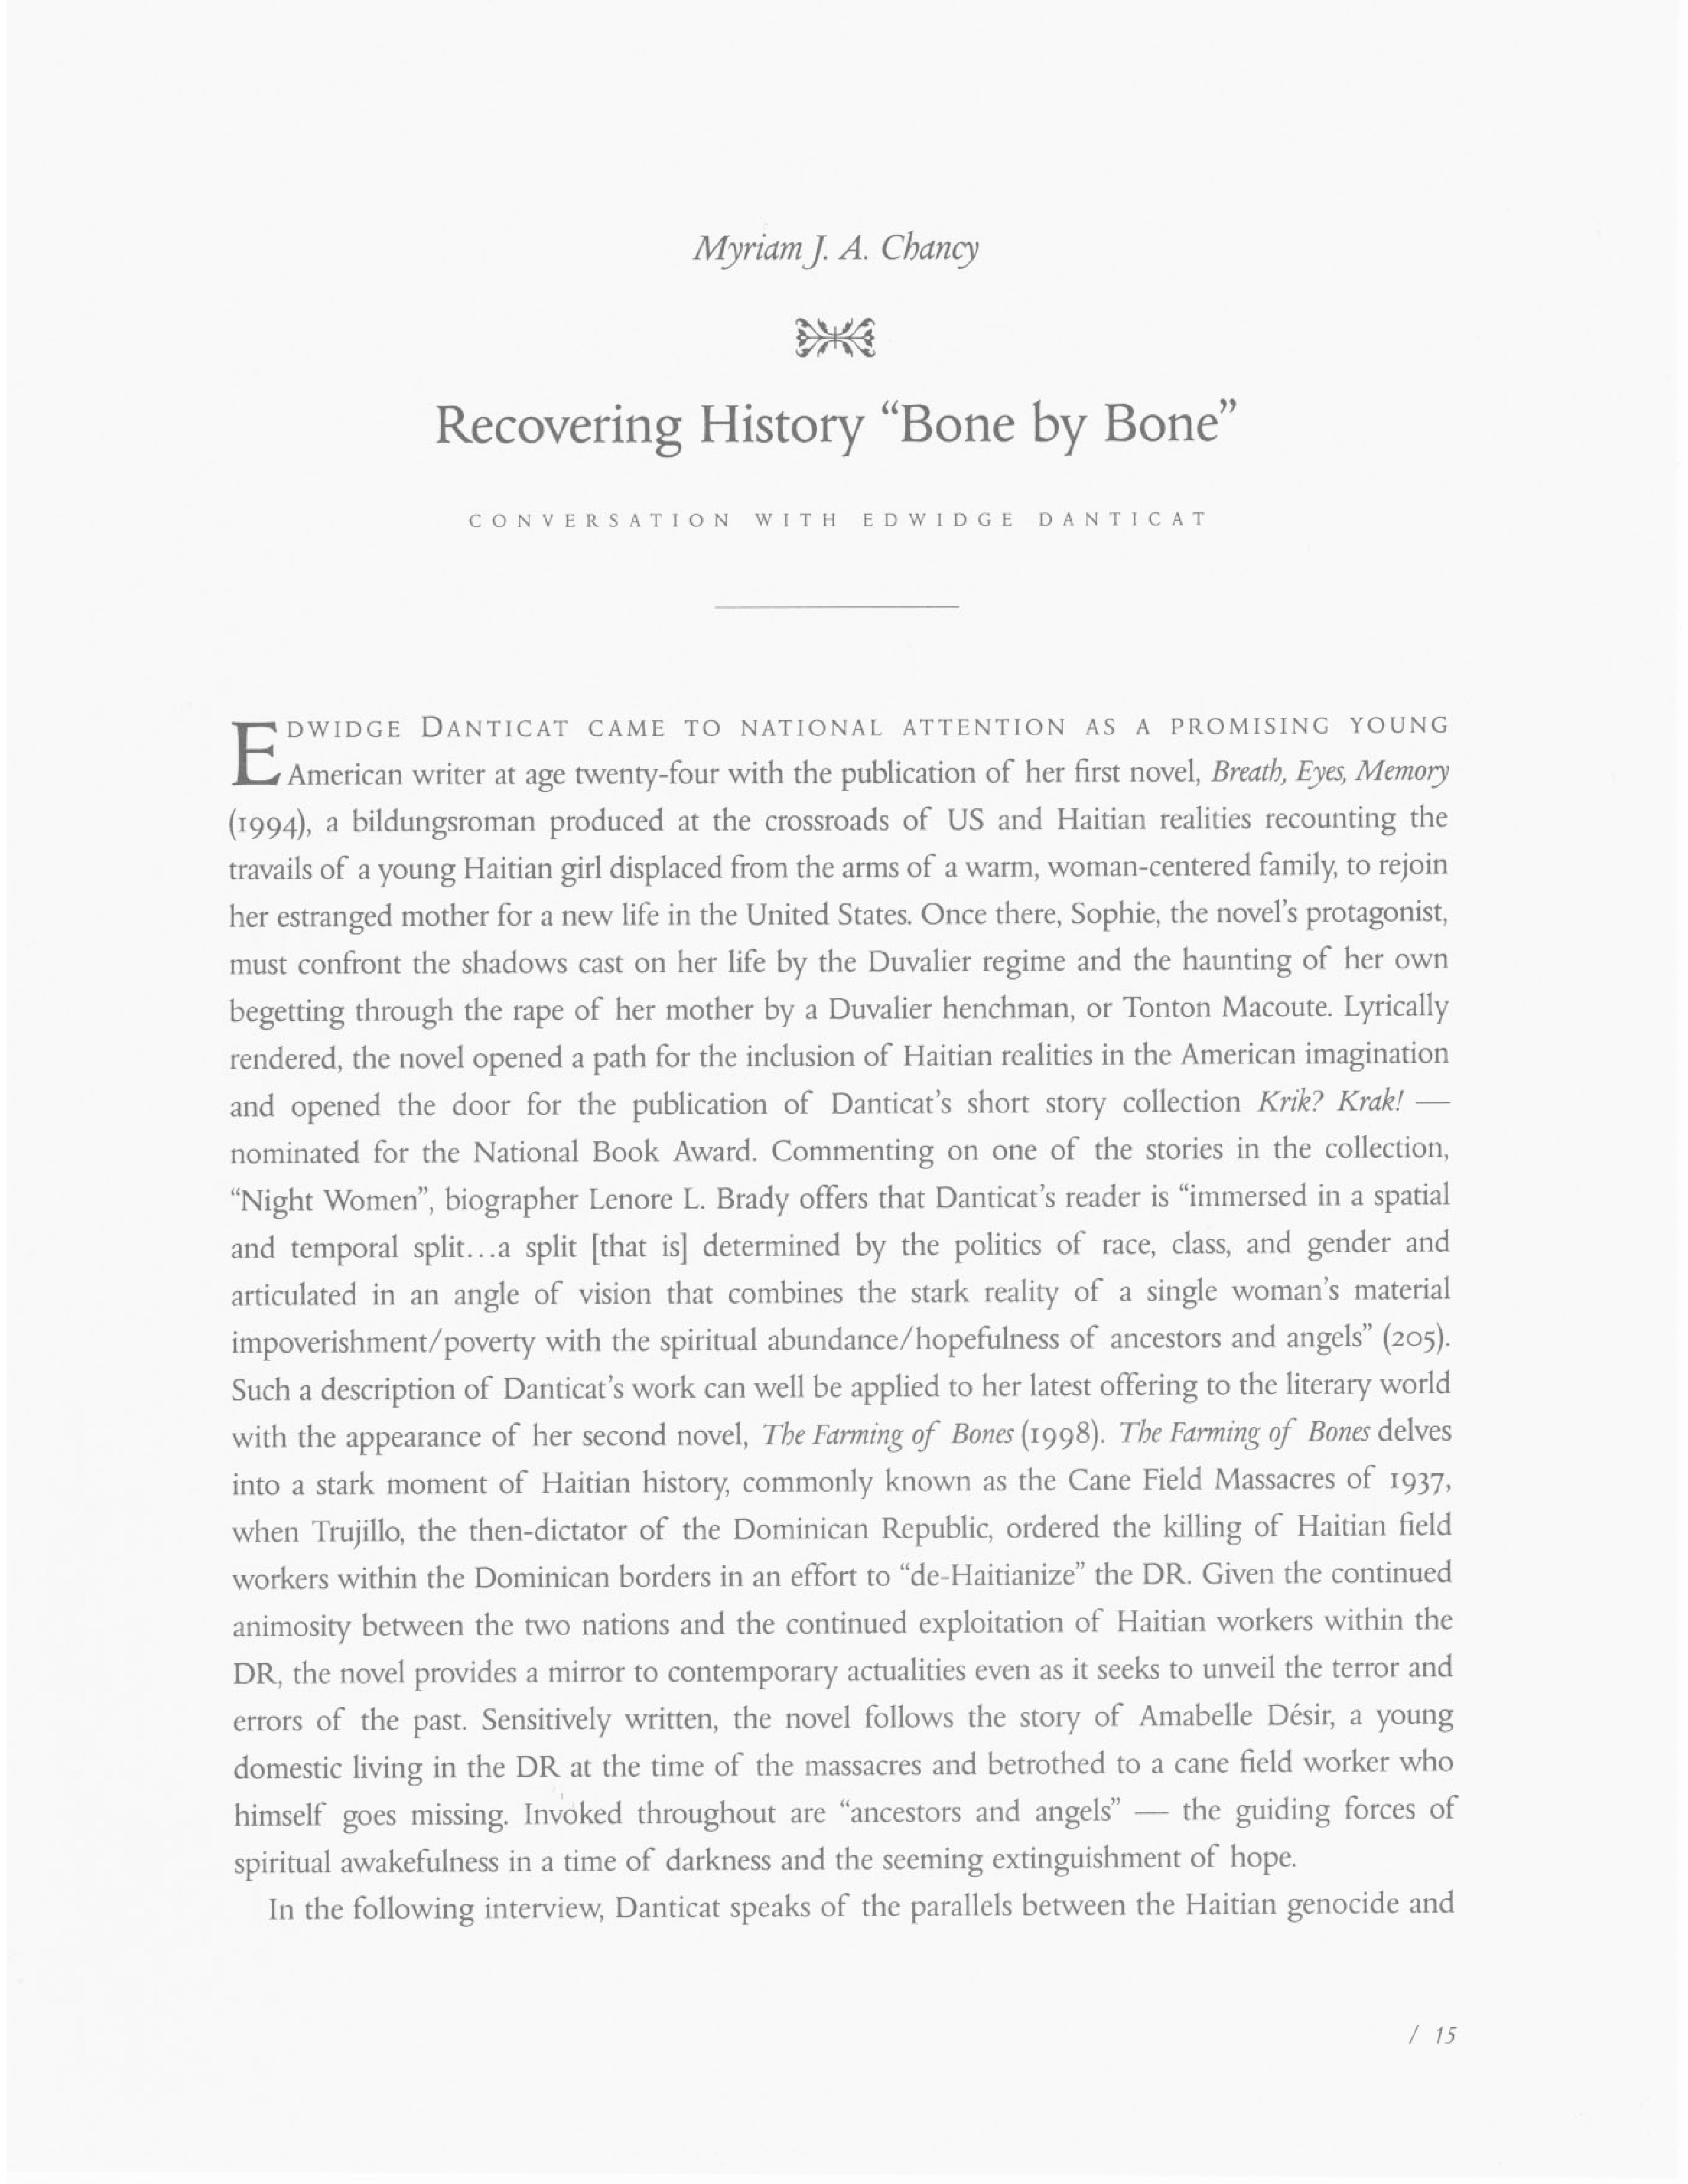 Myriam J. A. Chancy
Recovering History “Bone by Bone”
CONVERSATION WITH EDWIDGE DANTICAT
EDWIDGE DANTICAT CAME TO NATIONAL ATTENTION AS A PROMISING YOUNG
American writer at age twenty-four with the publication of her first novel, Breath, Eyes, Memory
(1994), a bildungsroman produced at the crossroads of US and Haitian realities recounting the
travails of a young Haitian girl displaced from the arms of a warm, woman-centered family, to rejoin
her estranged mother for a new life in the United States. Once there, Sophie, the novel’s protagonist,
must confront the shadows cast on her life by the Duvalier regime and the haunting of her own
begetting through the rape of her mother by a Duvalier henchman, or Tonton Macoute. Lyrically
rendered, the novel opened a path for the inclusion of Haitian realities in the American imagination
and opened the door for the publication of Danticat’s short story collection Krik? Krak! —
nominated for the National Book Award. Commenting on one of the stories in the collection,
“Night Women”, biographer Lenore L. Brady offers that Danticat’s reader is “immersed in a spatial
and temporal split...a split [that is] determined by the politics of race, class, and gender and
articulated in an angle of vision that combines the stark reality of a single woman’s material
impoverishment/poverty with the spiritual abundance/hopefulness of ancestors and angels” (205).
Such a description of Danticat’s work can well be applied to her latest offering to the literary world
with the appearance of her second novel, The Farming of Bones (1998). The Farming of Bones delves
into a stark moment of Haitian history, commonly known as the Cane Field Massacres of 1937,
when Trujillo, the then-dictator of the Dominican Republic, ordered the killing of Haitian field
workers within the Dominican borders in an effort to “de-Haitianize” the DR. Given the continued
animosity between the two nations and the continued exploitation of Haitian workers within the
DR, the novel provides a mirror to contemporary actualities even as it seeks to unveil the terror and
errors of the past. Sensitively written, the novel follows the story of Amabelle Désir, a young
domestic living in the DR at the time of the massacres and betrothed to a cane field worker who
himself goes missing. Invoked throughout are “ancestors and angels” — the guiding forces of
spiritual awakefulness in a time of darkness and the seeming extinguishment of hope.
In the following interview, Danticat speaks of the parallels between the Haitian genocide and
/ 15